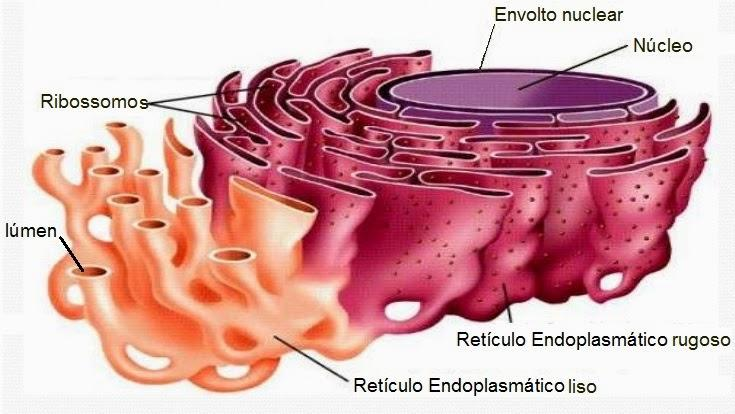 Envolto nuclear
Núcleo
Ribossomos
lúmen
Retículo Endoplasmático rugoso
Retículo Endoplasmático liso